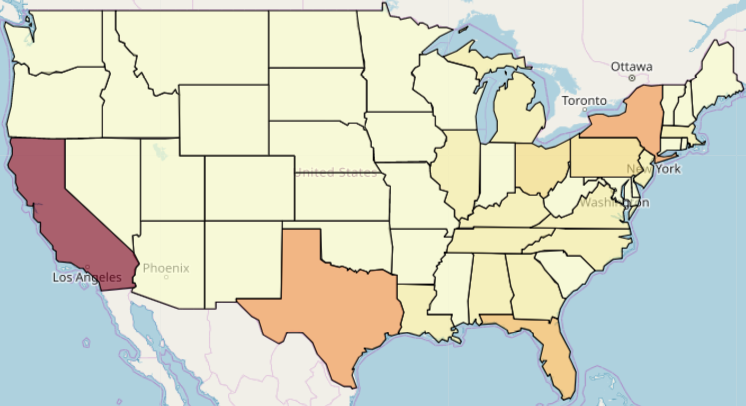 Ottawa
Toronto
New York
United States
Washington
Phoenix
Los Angeles